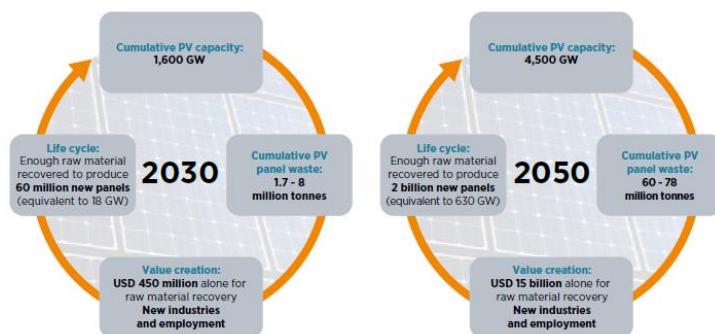 Cumulative PV capacity:
1,600 GW
Life cycle:
Enough raw material
recovered to produce
60 million new panels
(equivalent to 18 GW)
2030
Cumulative PV
panel waste:
1.7 - 8
million tonnes
Value creation:
USD 450 million alone for
raw material recovery
New industries
and employment
Cumulative PV capacity:
4,500 GW
Life cycle:
Enough raw material
recovered to produce
2 billion new panels
(equivalent to 630 GW)
2050
Cumulative PV
panel waste:
60 - 78
million tonnes
Value creation:
USD 15 billion alone for
raw material recovery
New industries
and employment